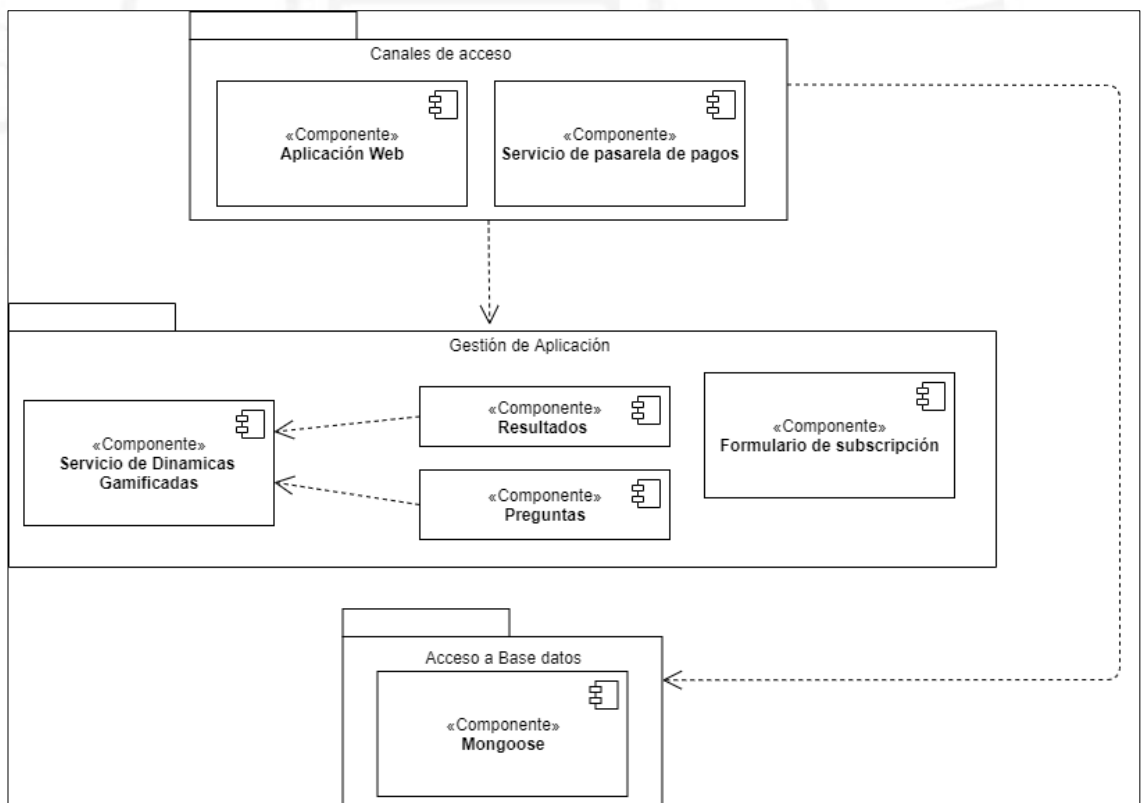 Canales de acceso
«Componente»
Aplicación Web
«Componente»
Servicio de pasarela de pagos
Gestión de Aplicación
«Componente»
Servicio de Dinamicas
Gamificadas
«Componente»
Resultados
«Componente»
Preguntas
«Componente»
Formulario de subscripción
Acceso a Base datos
«Componente»
Mongoose